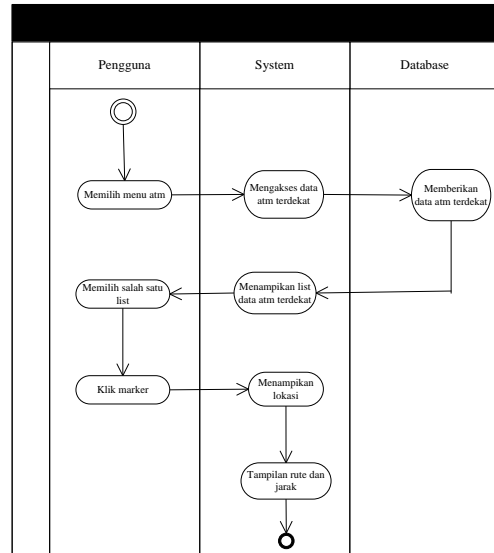 Pengguna
System
Database
Memilih menu atm
Mengakses data
atm terdekat
Memberikan
data atm terdekat
Memilih salah satu
list
Menampikan list
data atm terdekat
Klik marker
Menampikan
lokasi
Tampilan rute dan
jarak